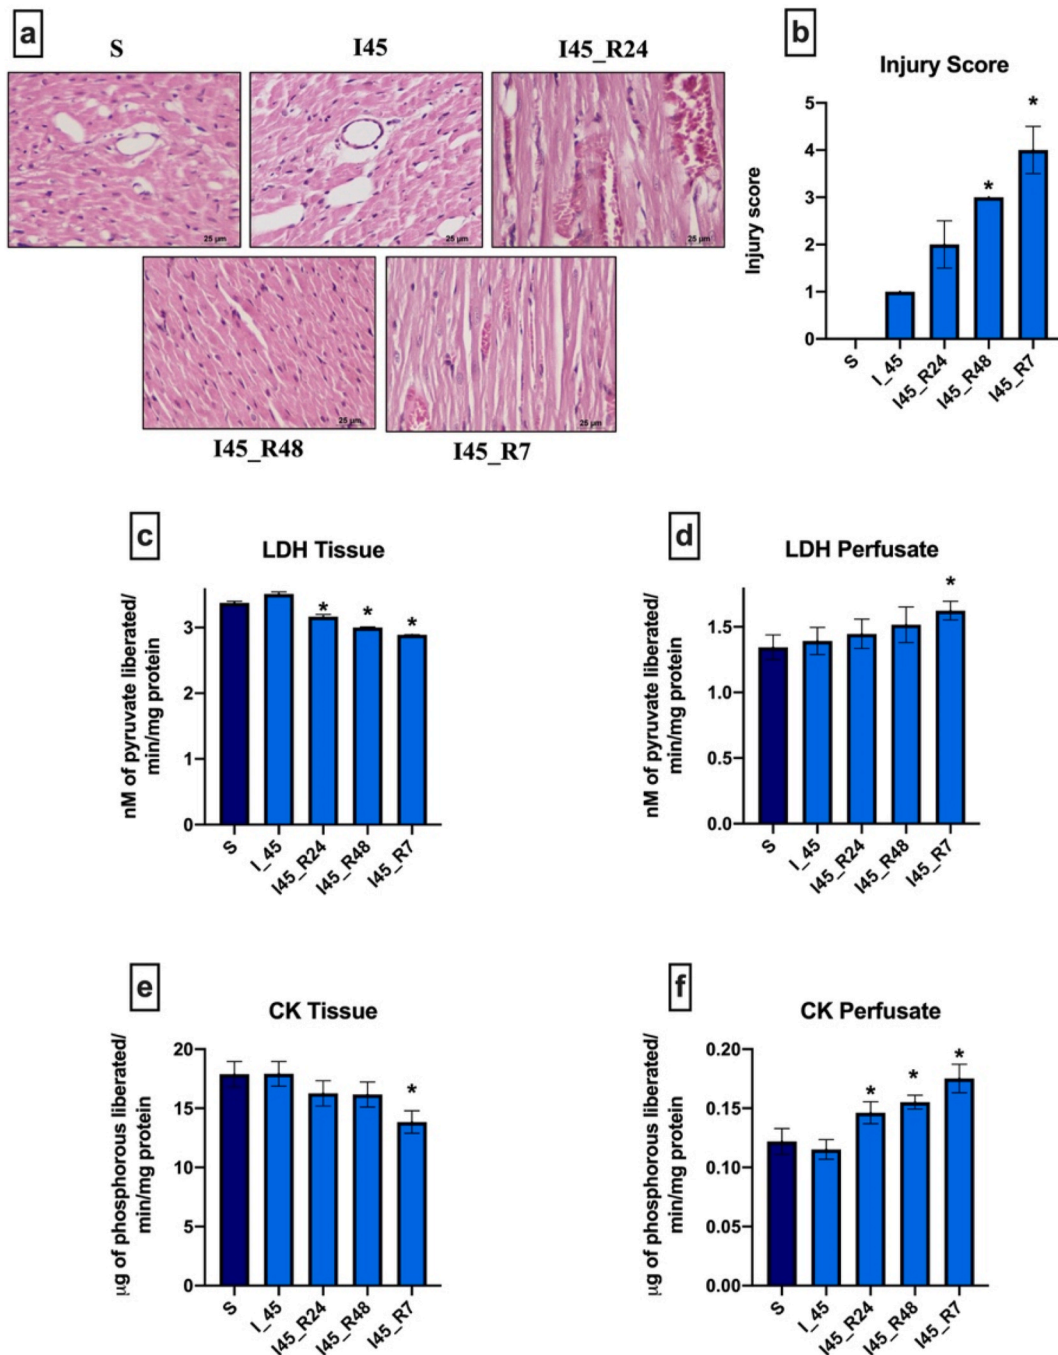 a
S
I45
I45_R24
25 µm
25 µm
25 µm
25 µm
25 µm
I45_R48
I45_R7
b
Injury Score
Injury score
5
4
3
2
1
0
*
*
S
I_45
I45_R24
I45_R48
I45_R7
c
LDH Tissue
nM of pyruvate liberated/
min/mg protein
3
2
1
0
*
*
*
S
I_45
I45_R24
I45_R48
I45_R7
d
LDH Perfusate
nM of pyruvate liberated/
min/mg protein
1.5
1.0
0.5
0.0
*
S
I_45
I45_R24
I45_R48
I45_R7
e
CK Tissue
µg of phosphorous liberated/
min/mg protein
20
15
10
5
0
*
S
I_45
I45_R24
I45_R48
I45_R7
f
CK Perfusate
µg of phosphorous liberated/
min/mg protein
0.20
0.15
0.10
0.05
0.00
*
*
*
S
I_45
I45_R24
I45_R48
I45_R7